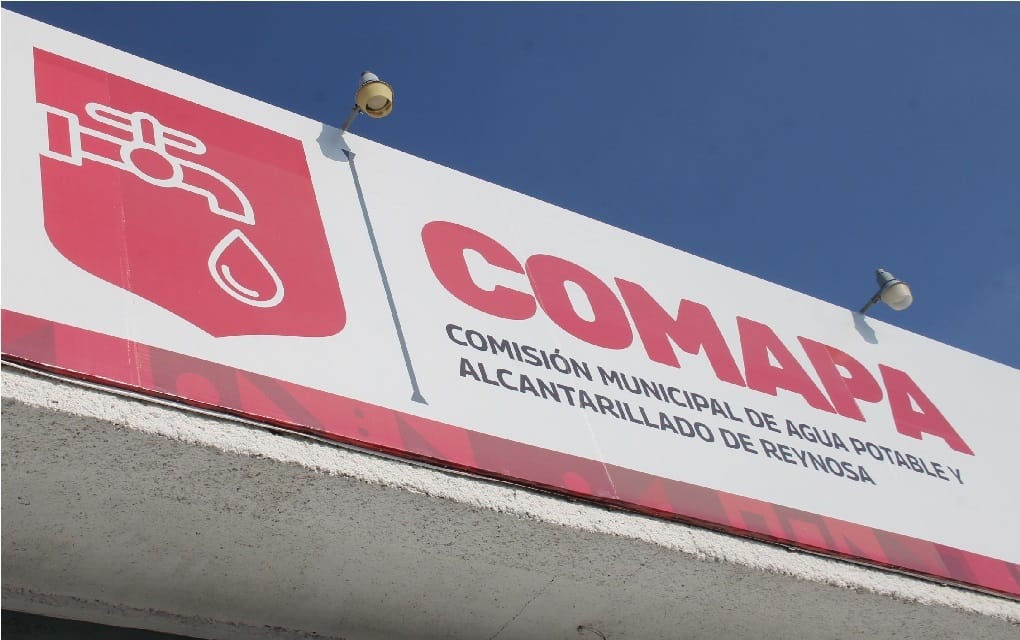 COMAPA
COMISIÓN MUNICIPAL DE AGUA POTABLE Y
ALCANTARILLADO DE REYNOSA